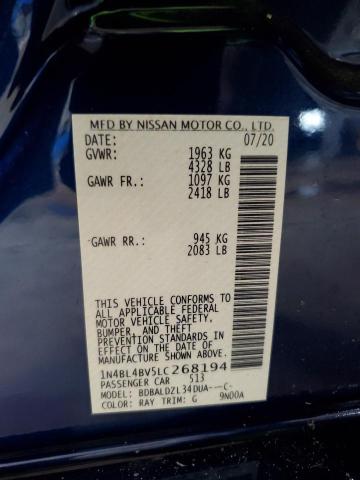 MFD BY NISSAN MOTOR CO., LTD.
DATE: 07/20
GVWR: 1963 KG
4328 LB
GAWR FR.: 1097 KG
2418 LB
GAWR RR.: 945 KG
2083 LB
THIS VEHICLE CONFORMS TO
ALL APPLICABLE FEDERAL
MOTOR VEHICLE SAFETY,
BUMPER, AND THEFT
PREVENTION STANDARDS IN
EFFECT ON THE DATE OF
MANUFACTURE SHOWN ABOVE.
1N4BL4BV5LC268194
PASSENGER CAR 513
MODEL: BDBALDZL34DUA---C-
COLOR: RAY TRIM: G 9N00A